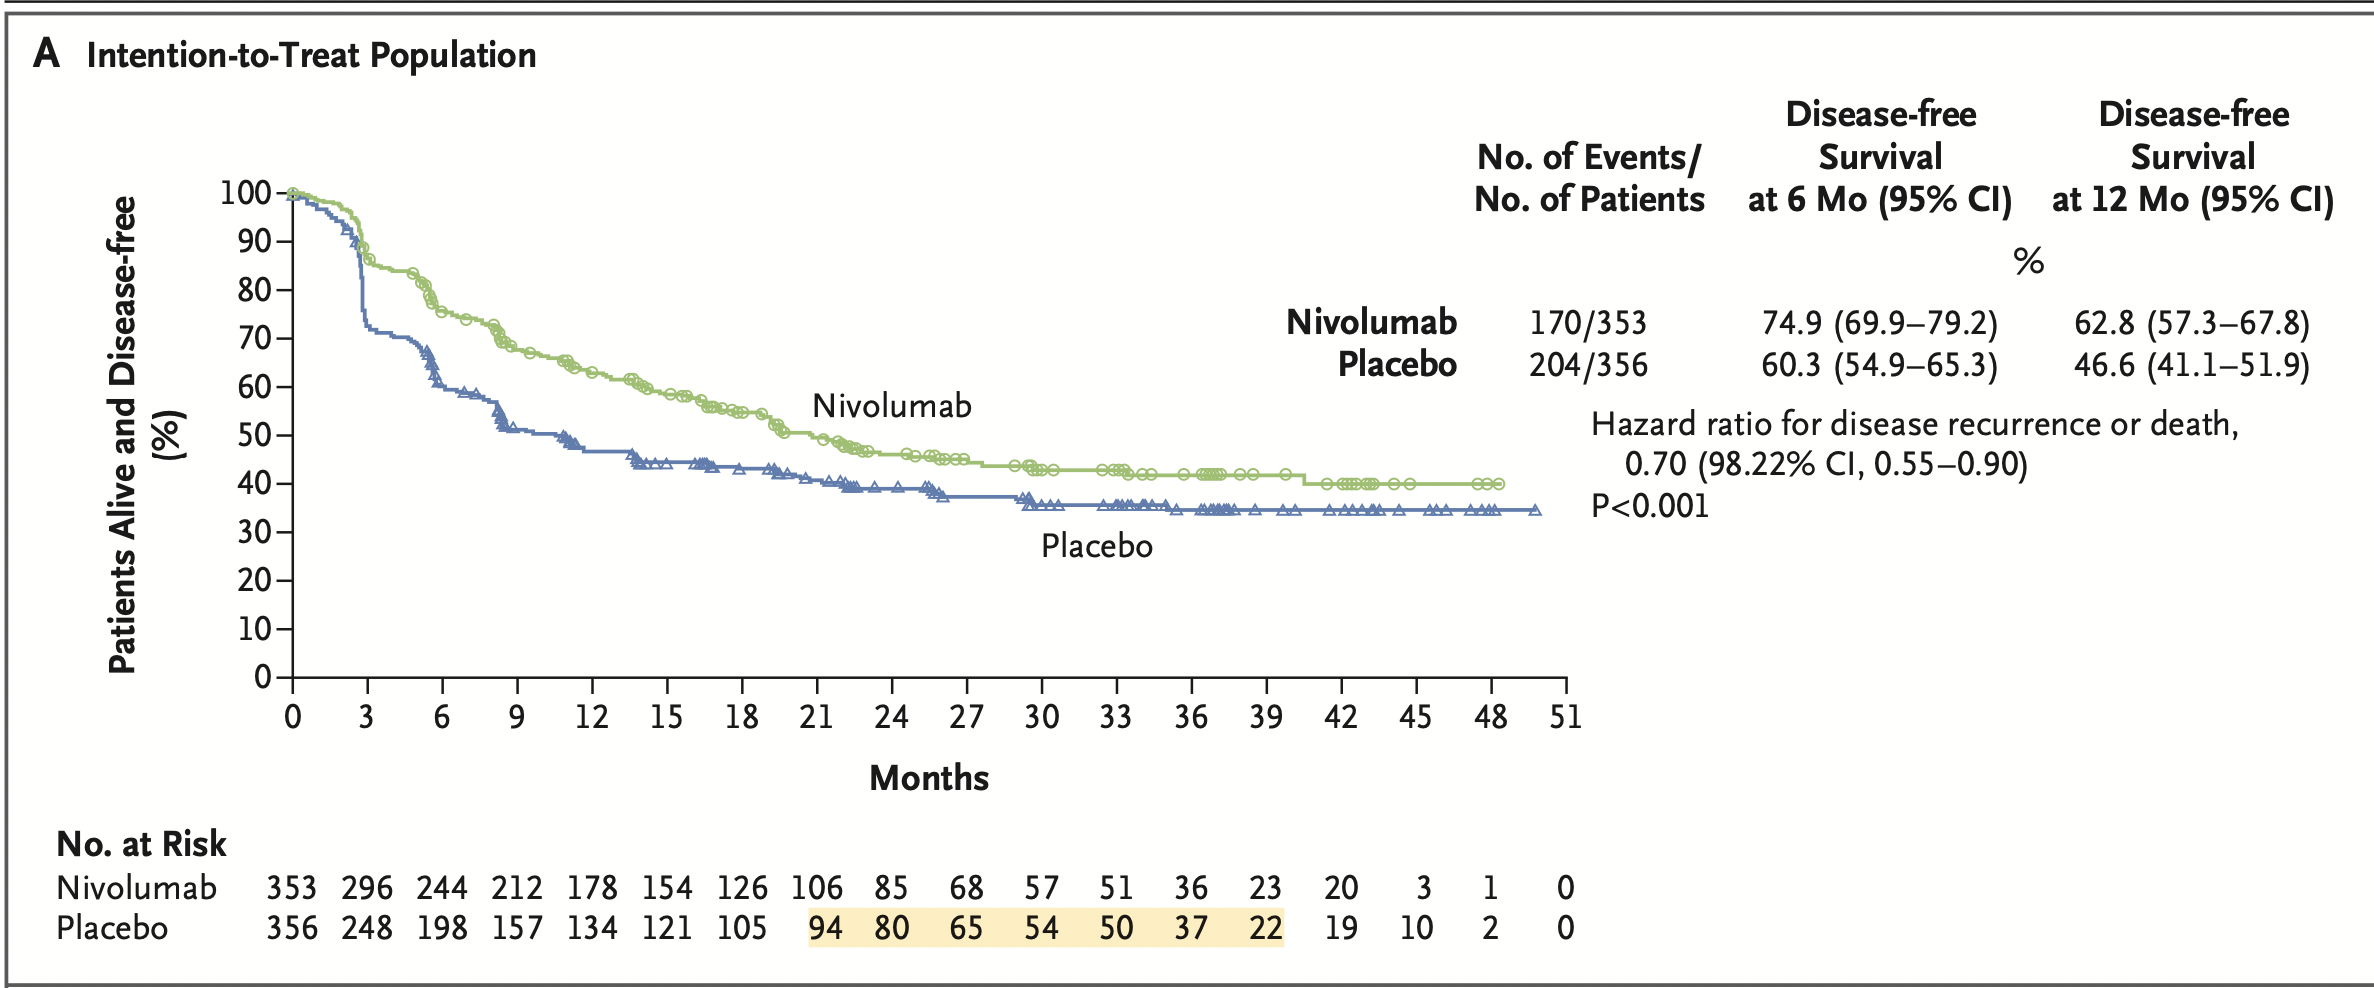 A Intention-to-Treat Population
No. of Events/
No. of Patients
Disease-free
Survival
at 6 Mo (95% CI)
Disease-free
Survival
at 12 Mo (95% CI)
%
Nivolumab 170/353 74.9 (69.9–79.2) 62.8 (57.3–67.8)
Placebo 204/356 60.3 (54.9–65.3) 46.6 (41.1–51.9)
Hazard ratio for disease recurrence or death,
0.70 (98.22% CI, 0.55–0.90)
P<0.001
Patients Alive and Disease-free
(%)
100
90
80
70
60
50
40
30
20
10
0
Nivolumab
Placebo
0 3 6 9 12 15 18 21 24 27 30 33 36 39 42 45 48 51
Months
No. at Risk
Nivolumab 353 296 244 212 178 154 126 106 85 68 57 51 36 23 20 3 1 0
Placebo 356 248 198 157 134 121 105 94 80 65 54 50 37 22 19 10 2 0